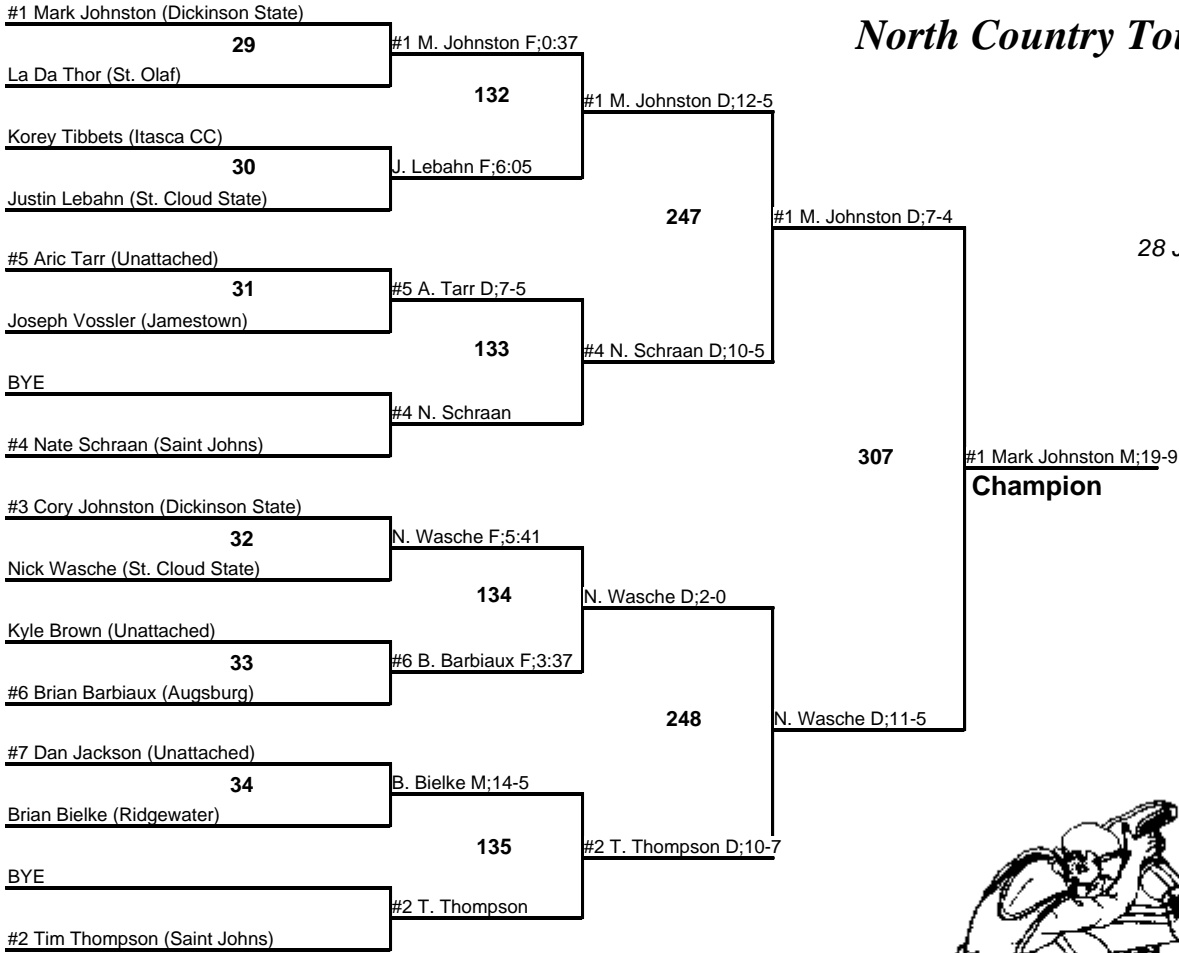 #1 Mark Johnston (Dickinson State)
North Country
29
#1 M. Johnston F;0:37
La Da Thor (St. Olaf)
132
#1 M. Johnston D;12-5
Korey Tibbets (Itasca CC)
30
J. Lebahn F;6:05
Justin Lebahn (St. Cloud State)
247
#1 M. Johnston D;7-4
28
#5 Aric Tarr (Unattached)
31
#5 A. Tarr D;7-5
Joseph Vossler (Jamestown)
133
#4 N. Schraan D;10-5
BYE
#4 N. Schraan
#4 Nate Schraan (Saint Johns)
307
#1 Mark Johnston M;19-9
Champion
#3 Cory Johnston (Dickinson State)
32
N. Wasche F;5:41
Nick Wasche (St. Cloud State)
134
N. Wasche D;2-0
Kyle Brown (Unattached)
33
#6 B. Barbiaux F;3:37
#6 Brian Barbiaux (Augsburg)
248
N. Wasche D;11-5
#7 Dan Jackson (Unattached)
34
B. Bielke M;14-5
Brian Bielke (Ridgewater)
135
#2 T. Thompson D;10-7
BYE
#2 T. Thompson
#2 Tim Thompson (Saint Johns)